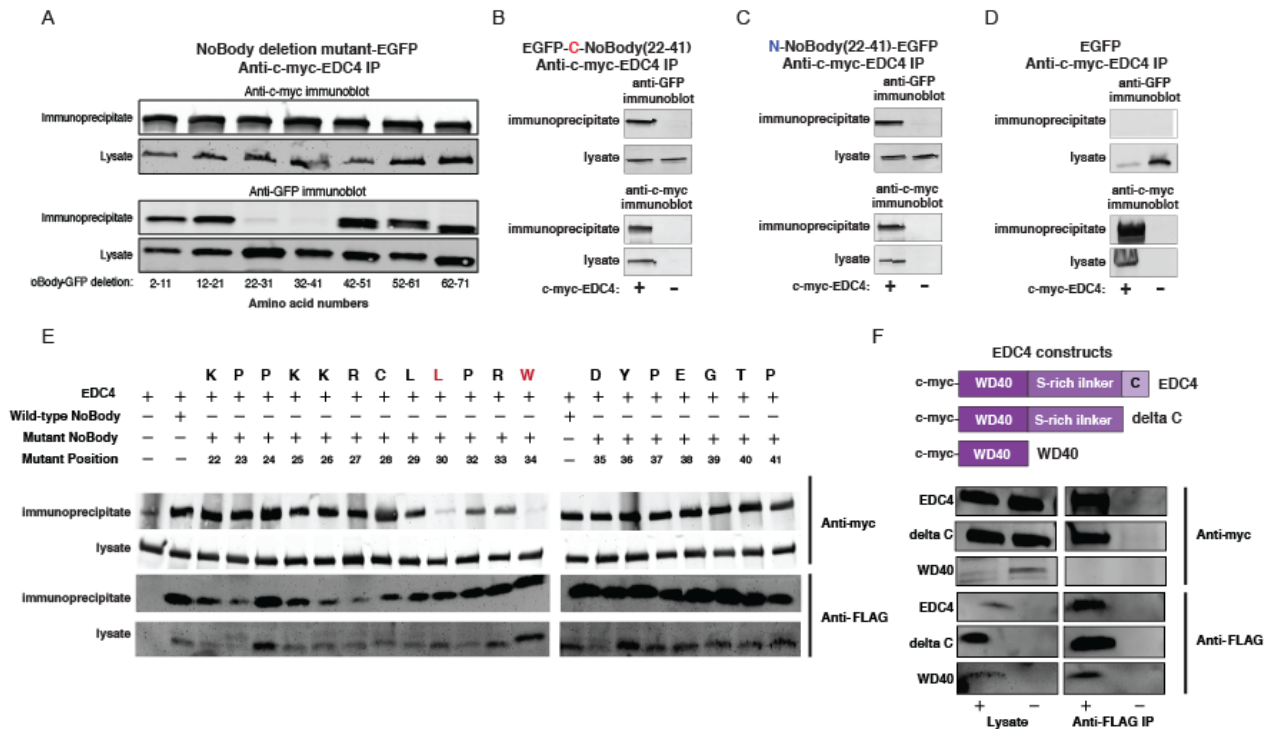 A
NoBody deletion mutant-EGFP
Anti-c-myc-EDC4 IP
Anti-c-myc immunoblot
Immunoprecipitate
Lysate
Anti-GFP immunoblot
Immunoprecipitate
Lysate
oBody-GFP deletion: 2-11 12-21 22-31 32-41 42-51 52-61 62-71
Amino acid numbers
B
EGFP-C-NoBody(22-41)
Anti-c-myc-EDC4 IP
anti-GFP
immunoblot
immunoprecipitate
lysate
anti-c-myc
immunoblot
immunoprecipitate
lysate
c-myc-EDC4: + −
C
N-NoBody(22-41)-EGFP
Anti-c-myc-EDC4 IP
anti-GFP
immunoblot
immunoprecipitate
lysate
anti-c-myc
immunoblot
immunoprecipitate
lysate
c-myc-EDC4: + −
D
EGFP
Anti-c-myc-EDC4 IP
anti-GFP
immunoblot
immunoprecipitate
lysate
anti-c-myc
immunoblot
immunoprecipitate
lysate
c-myc-EDC4: + −
E
K P P K K R C L L P R W D Y P E G T P
EDC4 + + + + + + + + + + + + + + + + + + + + + +
Wild-type NoBody − + − − − − − − − − − − − − + − − − − − − −
Mutant NoBody − − + + + + + + + + + + + + − + + + + + + +
Mutant Position − − 22 23 24 25 26 27 28 29 30 32 33 34 − 35 36 37 38 39 40 41
immunoprecipitate
lysate
Anti-myc
immunoprecipitate
lysate
Anti-FLAG
F
EDC4 constructs
c-myc- WD40 S-rich ilnker C EDC4
c-myc- WD40 S-rich ilnker delta C
c-myc- WD40 WD40
EDC4
delta C
WD40
Anti-myc
EDC4
delta C
WD40
Anti-FLAG
+ − + −
Lysate Anti-FLAG IP